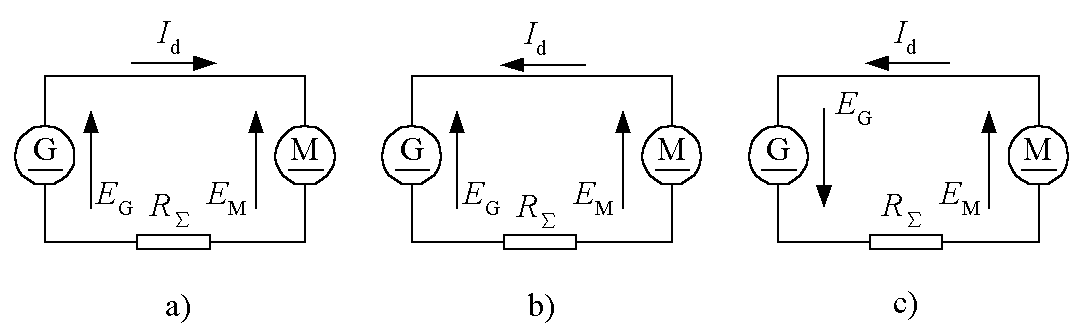 I_d I_d I_d
E_G
G M G M G M
E_G R_Σ E_M E_G R_Σ E_M R_Σ E_M
a) b) c)